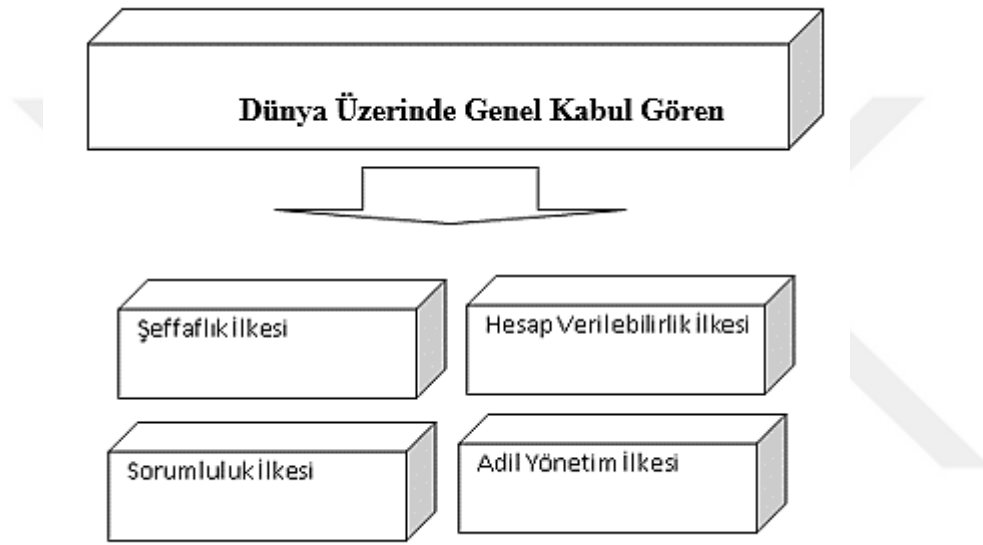 Dünya Üzerinde Genel Kabul Gören
Şeffaflık İlkesi
Hesap Verilebilirlik İlkesi
Sorumluluk İlkesi
Adil Yönetim İlkesi